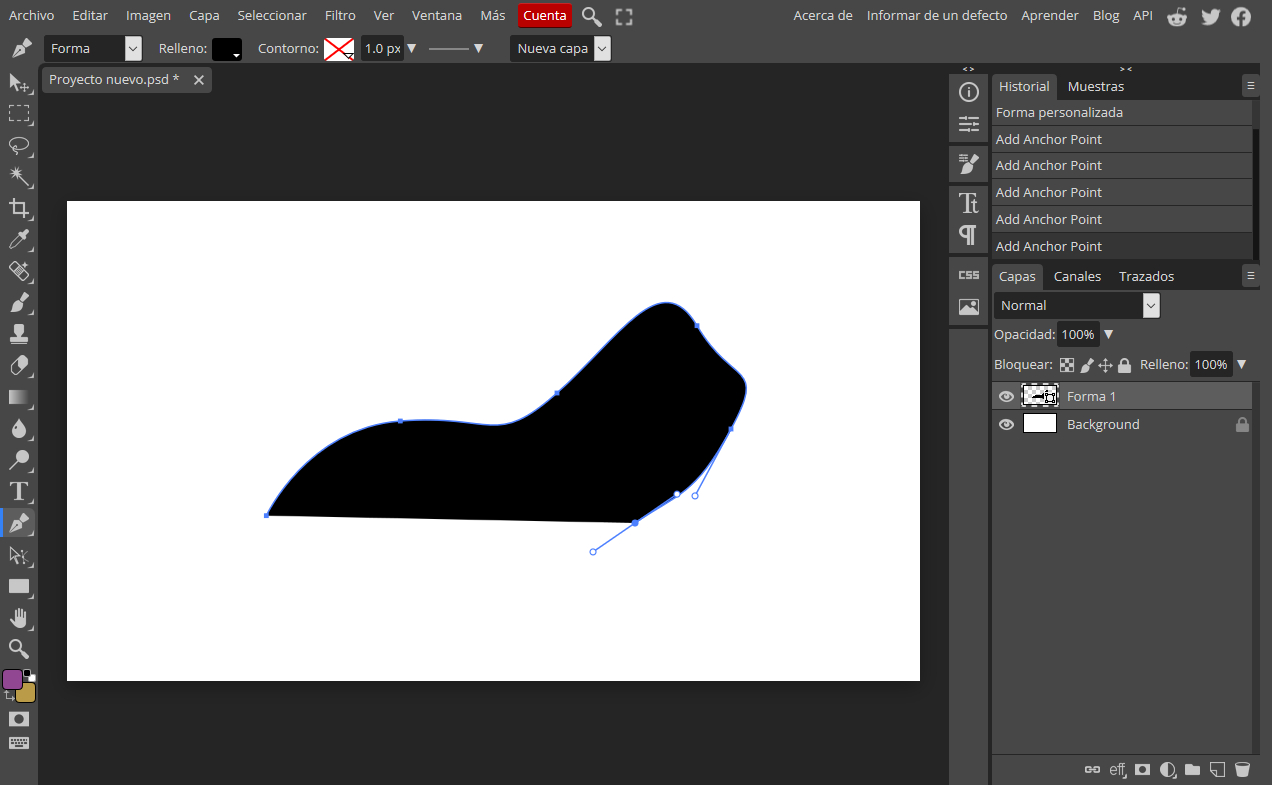 Archivo Editar Imagen Capa Seleccionar Filtro Ver Ventana Más Cuenta Acerca de Informar de un defecto Aprender Blog API
Forma Relleno: Contorno: 1.0 px Nueva capa
Proyecto nuevo.psd *
Historial Muestras
Forma personalizada
Add Anchor Point
Add Anchor Point
Add Anchor Point
Add Anchor Point
Add Anchor Point
CSS
Capas Canales Trazados
Normal
Opacidad: 100%
Bloquear: Relleno: 100%
Forma 1
Background
eff